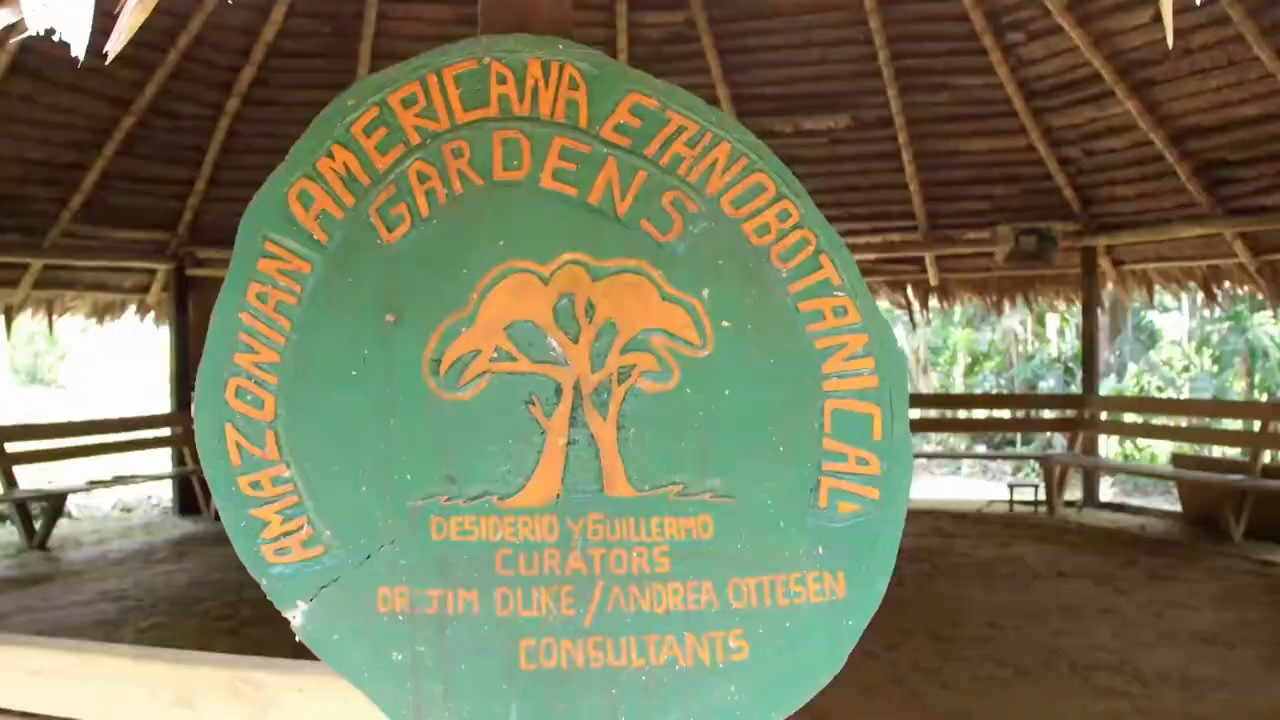 AMAZONIAN AMERICANA ETHNOBOTANICAL
GARDENS
DESIDERIO Y GUILLERMO
CURATORS
DR. JIM DUKE / ANDREA OTTESEN
CONSULTANTS